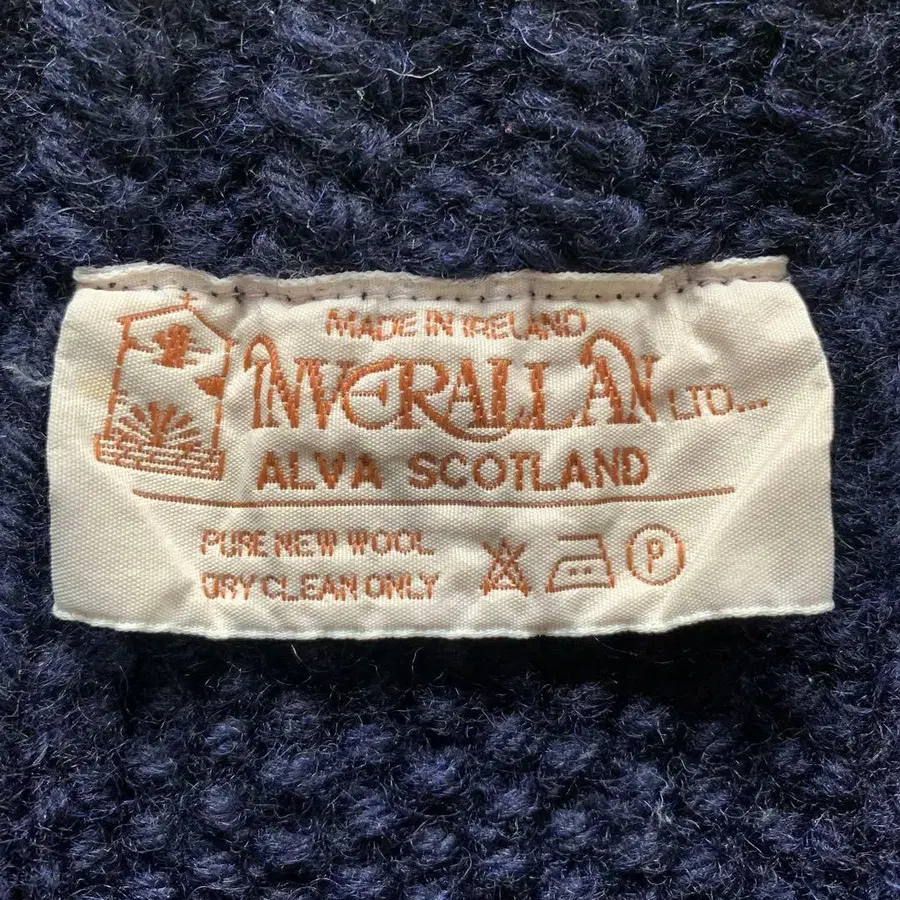 MADE IN IRELAND
INVERALLAN LTD...
ALVA SCOTLAND
PURE NEW WOOL
DRY CLEAN ONLY
P